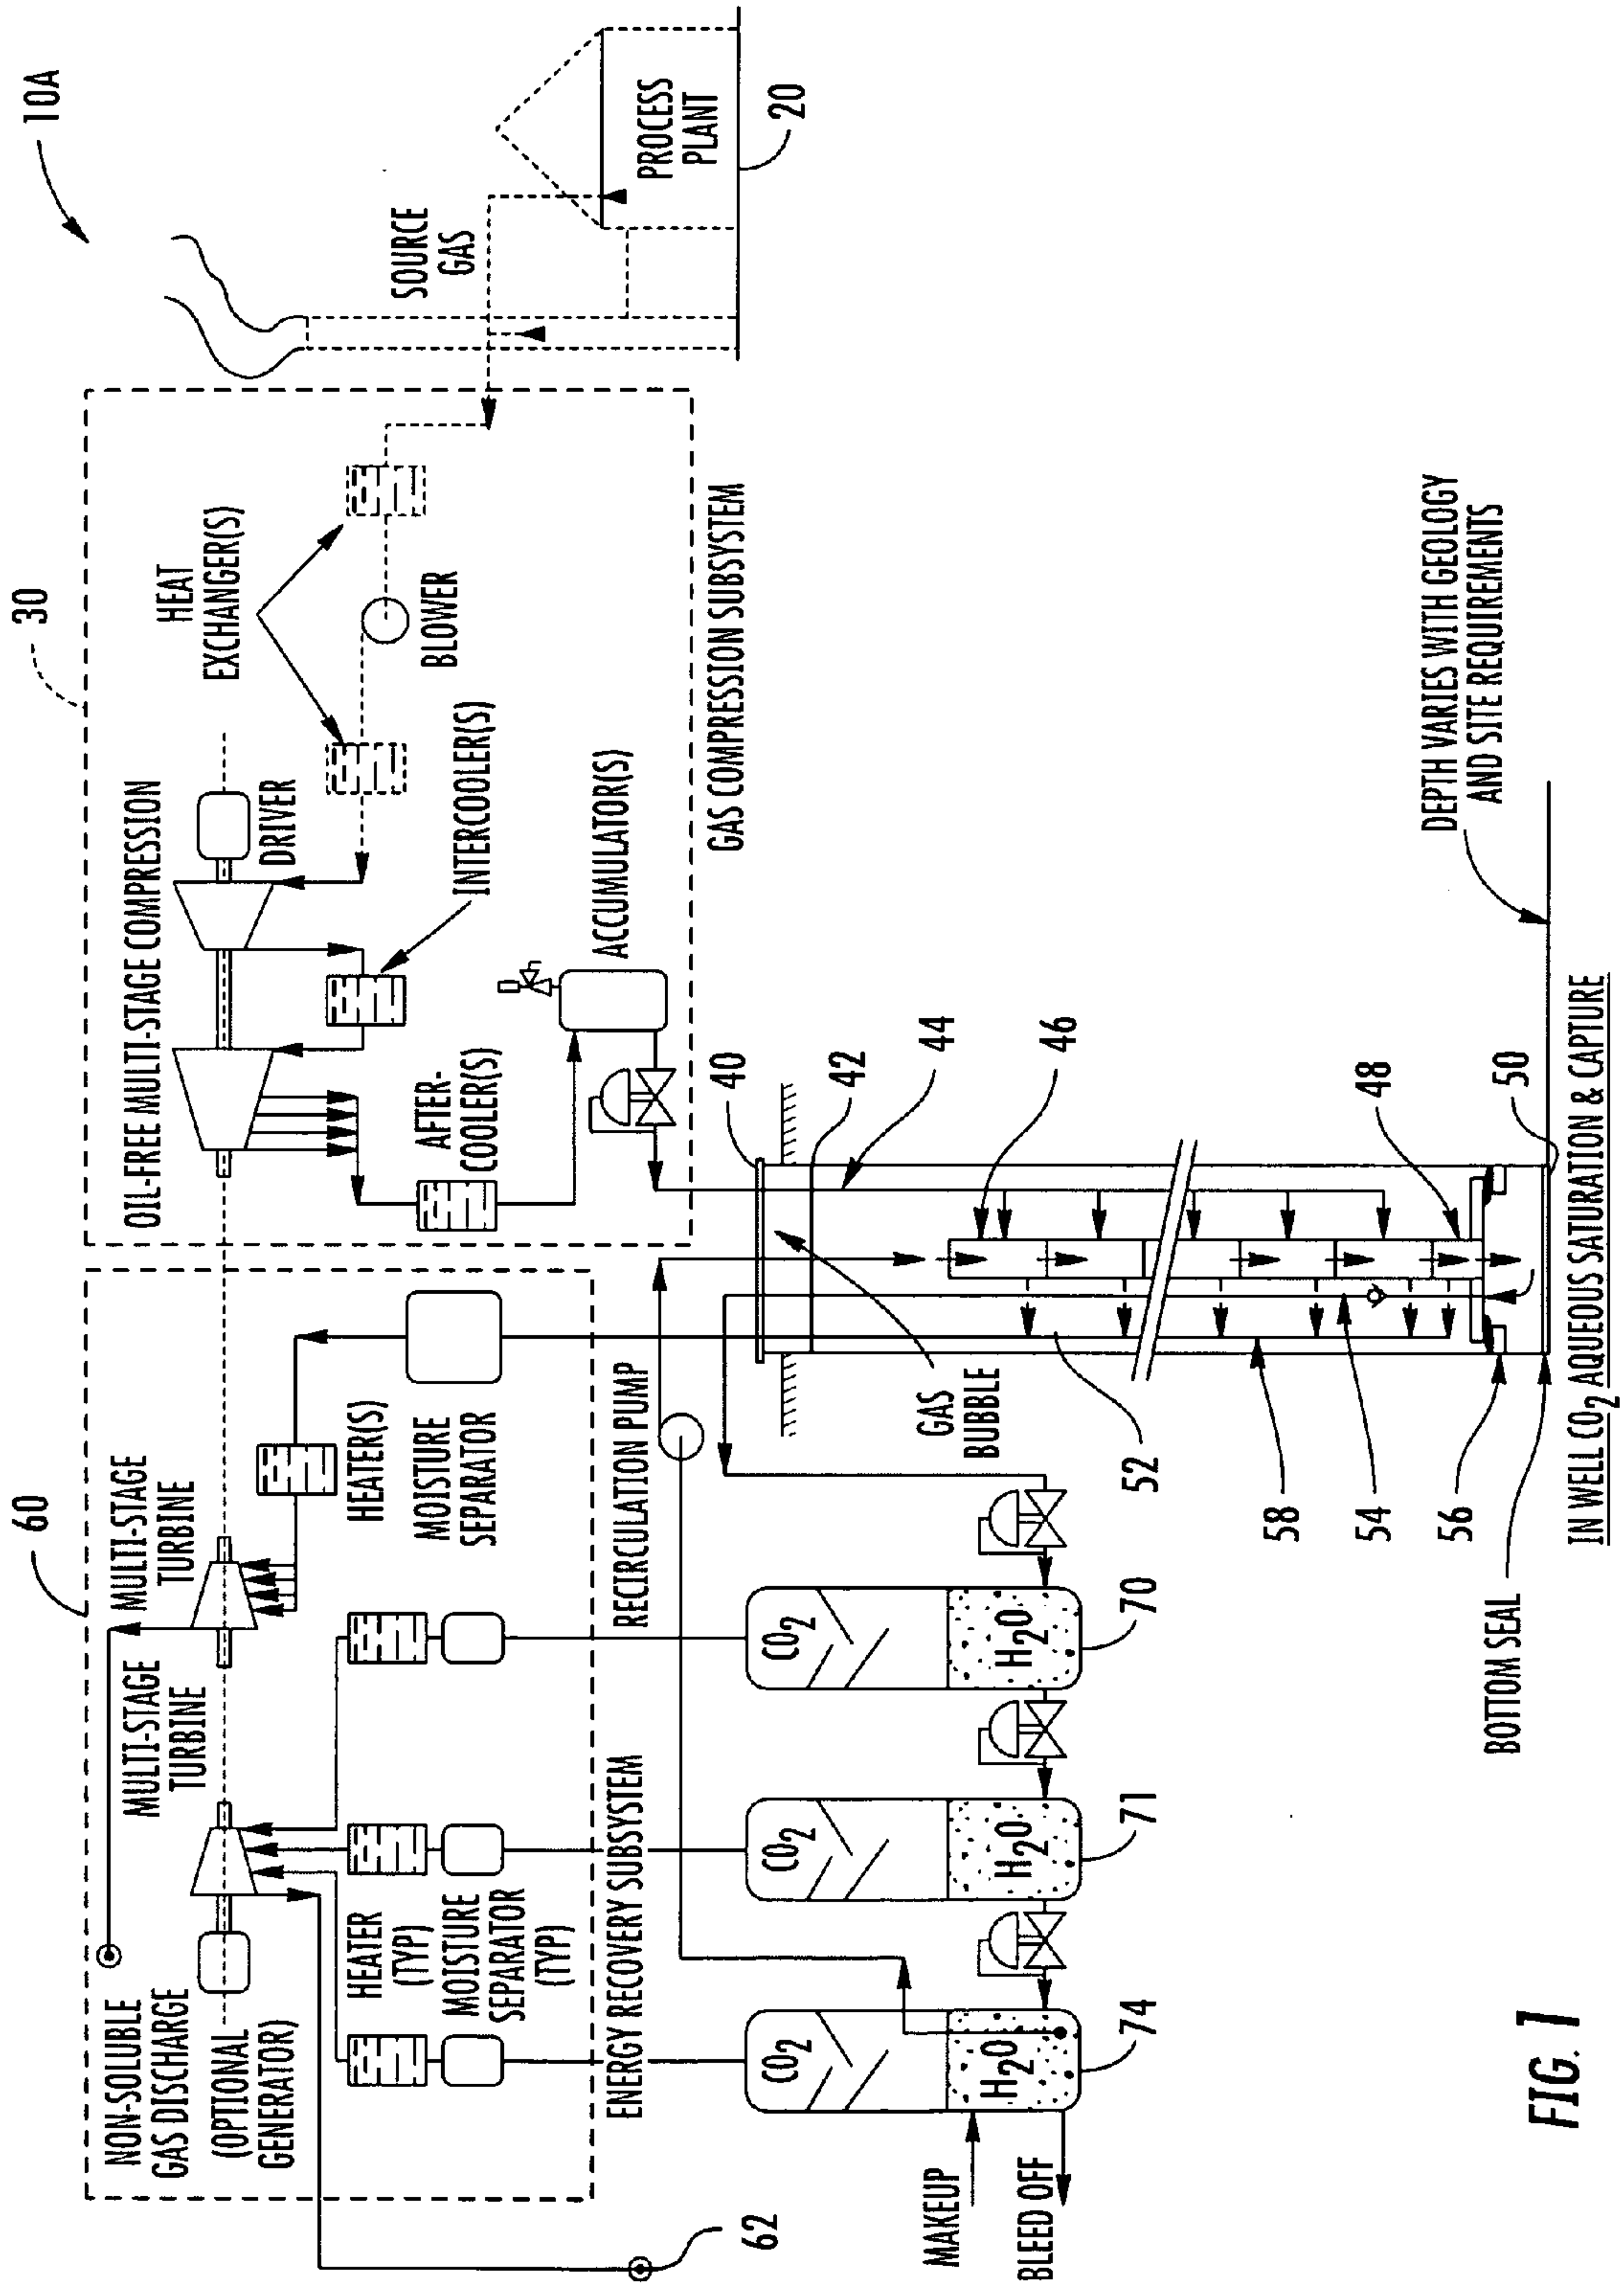 10A
30
60
20
PROCESS
PLANT
SOURCE
GAS
HEAT
EXCHANGER(S)
BLOWER
OIL-FREE MULTI-STAGE COMPRESSION
DRIVER
INTERCOOLER(S)
AFTER-
COOLER(S)
ACCUMULATOR(S)
GAS COMPRESSION SUBSYSTEM
NON-SOLUBLE
GAS DISCHARGE
(OPTIONAL
GENERATOR)
MULTI-STAGE
TURBINE
MULTI-STAGE
TURBINE
HEATER(S)
MOISTURE
SEPARATOR
HEATER
(TYP)
MOISTURE
SEPARATOR
(TYP)
ENERGY RECOVERY SUBSYSTEM
RECIRCULATION PUMP
62
CO2
H2O
74
CO2
H2O
71
CO2
H2O
70
MAKEUP
BLEED OFF
GAS
BUBBLE
40
42
44
46
48
50
52
58
54
56
BOTTOM SEAL
DEPTH VARIES WITH GEOLOGY
AND SITE REQUIREMENTS
IN WELL CO2 AQUEOUS SATURATION & CAPTURE
FIG. 1